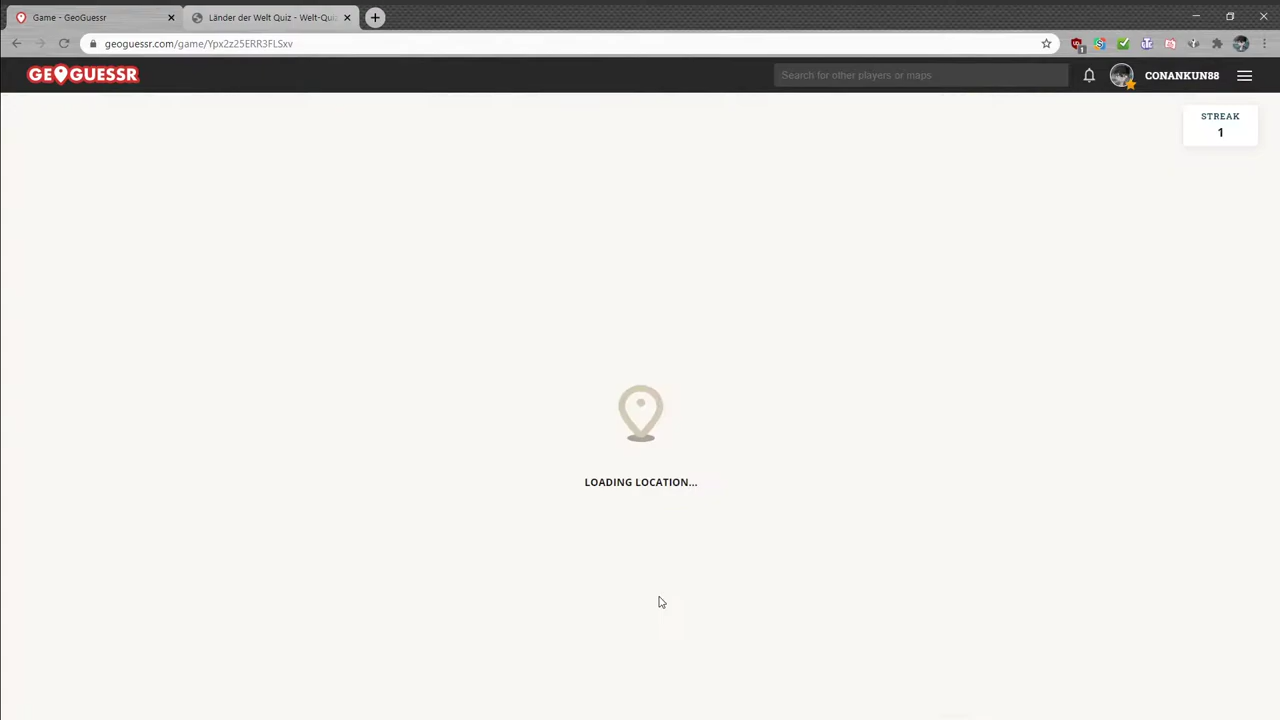 Game - GeoGuessr
Länder der Welt Quiz - Welt-Qui
geoguessr.com/game/Ypx2z25ERR3FLSxv
1
GEOGUESSR
Search for other players or maps
CONANKUN88
STREAK
1
LOADING LOCATION...